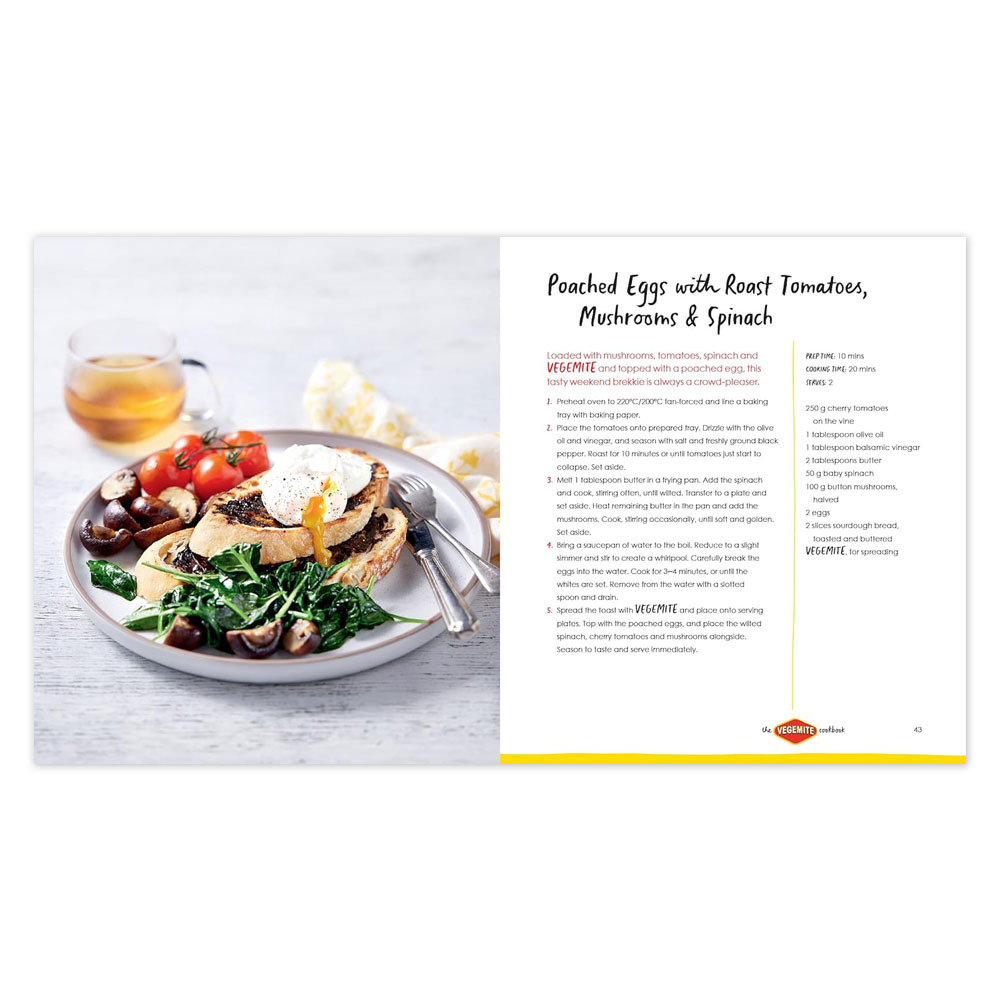 Poached Eggs with Roast Tomatoes,
Mushrooms & Spinach
Loaded with mushrooms, tomatoes, spinach and
VEGEMITE and topped with a poached egg, this
tasty weekend brekkie is always a crowd-pleaser.
1. Preheat oven to 220°C/200°C fan-forced and line a baking
tray with baking paper.
2. Place the tomatoes onto prepared tray. Drizzle with the olive
oil and vinegar, and season with salt and freshly ground black
pepper. Roast for 10 minutes or until tomatoes just start to
collapse. Set aside.
3. Melt 1 tablespoon butter in a frying pan. Add the spinach
and cook, stirring often, until wilted. Transfer to a plate and
set aside. Heat remaining butter in the pan and add the
mushrooms. Cook, stirring occasionally, until soft and golden.
Set aside.
4. Bring a saucepan of water to the boil. Reduce to a slight
simmer and stir to create a whirlpool. Carefully break the
eggs into the water. Cook for 3–4 minutes, or until the
whites are set. Remove from the water with a slotted
spoon and drain.
5. Spread the toast with VEGEMITE and place onto serving
plates. Top with the poached eggs, and place the wilted
spinach, cherry tomatoes and mushrooms alongside.
Season to taste and serve immediately.
PREP TIME: 10 mins
COOKING TIME: 20 mins
SERVES: 2
250 g cherry tomatoes
on the vine
1 tablespoon olive oil
1 tablespoon balsamic vinegar
2 tablespoons butter
50 g baby spinach
100 g button mushrooms,
halved
2 eggs
2 slices sourdough bread,
toasted and buttered
VEGEMITE, for spreading
the VEGEMITE cookbook 43